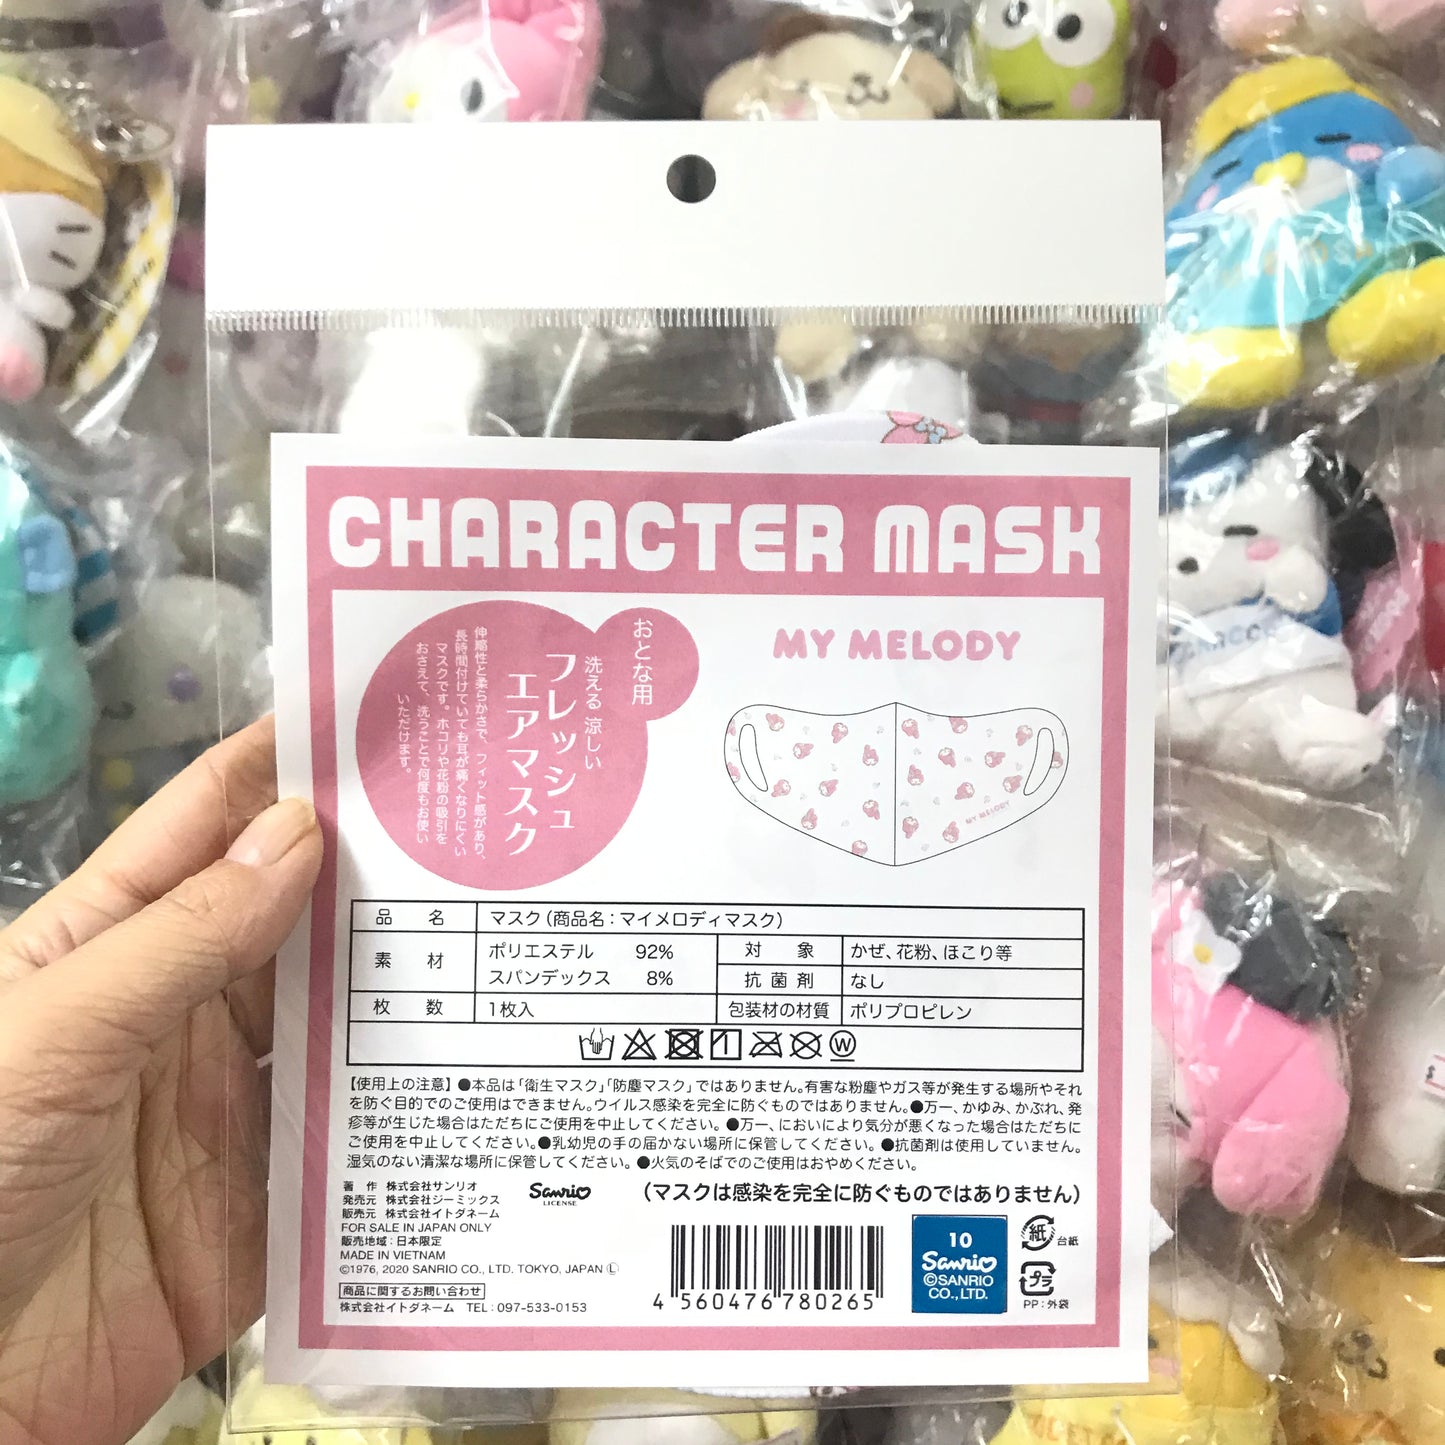 CHARACTER MASK
おとな用
洗える 涼しい
フレッシュ
エアマスク
伸縮性と柔らかさで、フィット感があり、
長時間付けていても耳が痛くなりにくい
マスクです。ホコリや花粉の吸引を
おさえて、洗うことで何度もお使い
いただけます。
MY MELODY
MY MELODY
品 名 マスク(商品名:マイメロディマスク)
素 材 ポリエステル 92%
スパンデックス 8%
対 象 かぜ、花粉、ほこり等
抗菌剤 なし
枚 数 1枚入 包装材の材質 ポリプロピレン
W
【使用上の注意】●本品は「衛生マスク」「防塵マスク」ではありません。有害な粉塵やガス等が発生する場所やそれ
を防ぐ目的でのご使用はできません。ウイルス感染を完全に防ぐものではありません。●万一、かゆみ、かぶれ、発
疹等が生じた場合はただちにご使用を中止してください。●万一、においにより気分が悪くなった場合はただちに
ご使用を中止してください。●乳幼児の手の届かない場所に保管してください。●抗菌剤は使用していません。
湿気のない清潔な場所に保管してください。●火気のそばでのご使用はおやめください。
著 作 株式会社サンリオ
発売元 株式会社ジーミックス
販売元 株式会社イトダネーム
FOR SALE IN JAPAN ONLY
販売地域:日本限定
MADE IN VIETNAM
©1976, 2020 SANRIO CO., LTD. TOKYO, JAPAN Ⓛ
商品に関するお問い合わせ
株式会社イトダネーム TEL:097-533-0153
Sanrio
LICENSE
(マスクは感染を完全に防ぐものではありません)
4 560476 780265
10
Sanrio
©SANRIO
CO.,LTD.
紙 台紙
プラ
PP:外袋